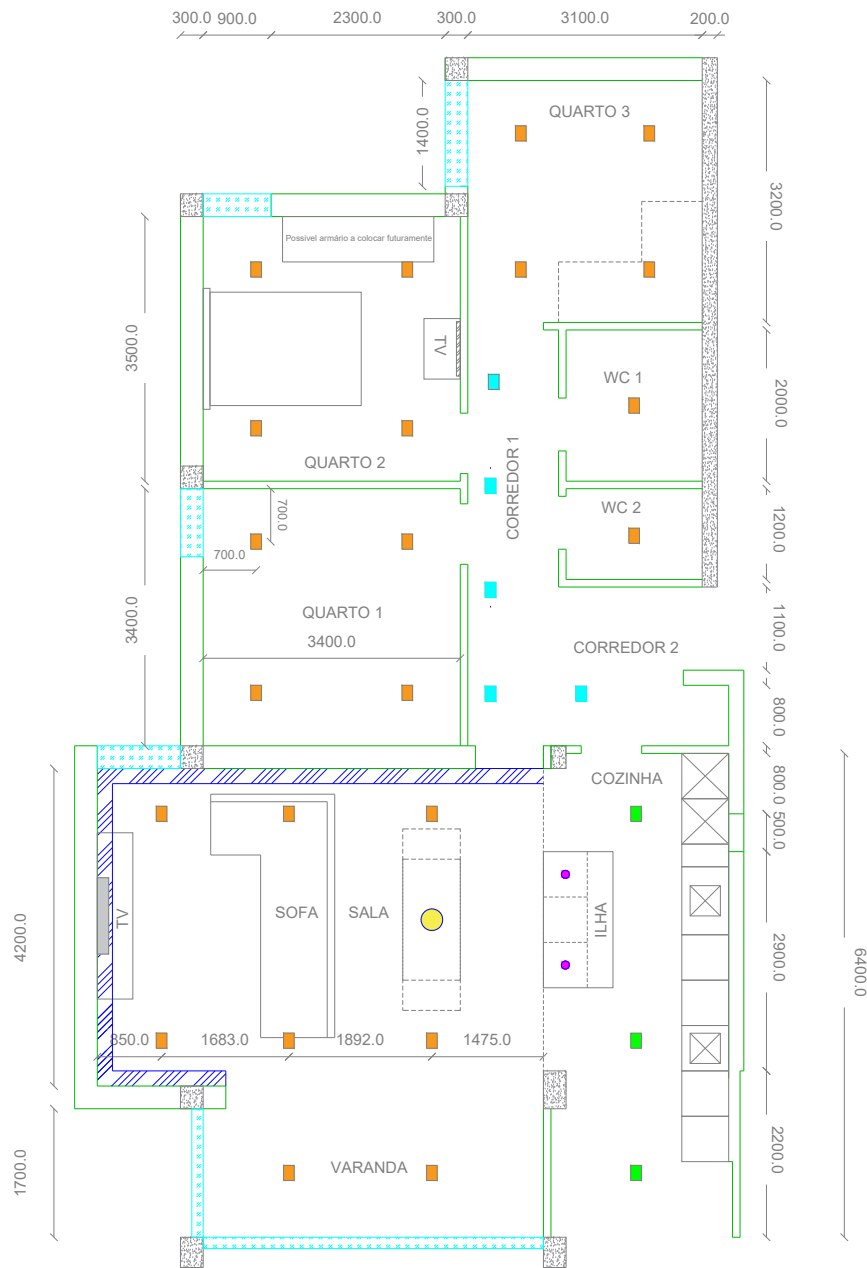 300.0
900.0
2300.0
300.0
3100.0
200.0
1400.0
QUARTO 3
3200.0
Possivel armário a colocar futuramente
3500.0
TV
WC 1
2000.0
QUARTO 2
CORREDOR 1
WC 2
700.0
1200.0
700.0
3400.0
QUARTO 1
3400.0
1100.0
CORREDOR 2
800.0
COZINHA
800.0
500.0
TV
SOFA
SALA
ILHA
4200.0
2900.0
6400.0
850.0
1683.0
1892.0
1475.0
1700.0
VARANDA
2200.0